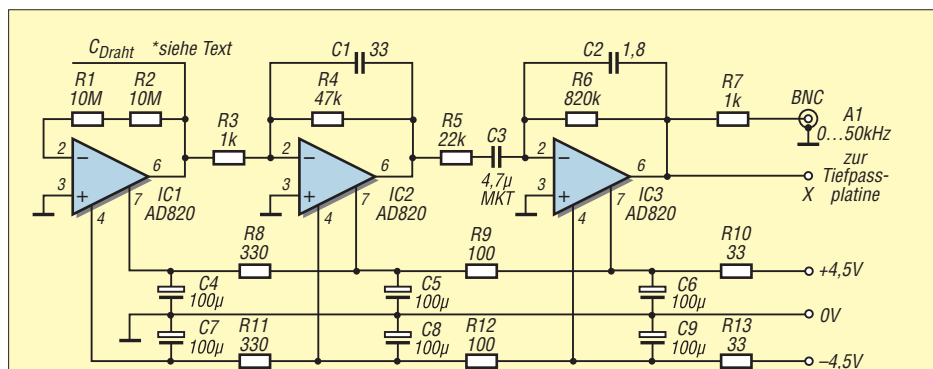 C_Draht *siehe Text
R1
10M
R2
10M
2
3
6
7
4
IC1
AD820
R3
1k
C1 33
R4
47k
2
3
6
7
4
IC2
AD820
R5
22k
C3
4,7µ
MKT
C2 1,8
R6
820k
2
3
6
7
4
IC3
AD820
R7
1k
BNC
A1
0...50kHz
zur
Tiefpass-
platine
X
R8
330
R9
100
R10
33
+4,5V
C4
100µ
C5
100µ
C6
100µ
0V
C7
100µ
R11
330
C8
100µ
R12
100
C9
100µ
R13
33
–4,5V